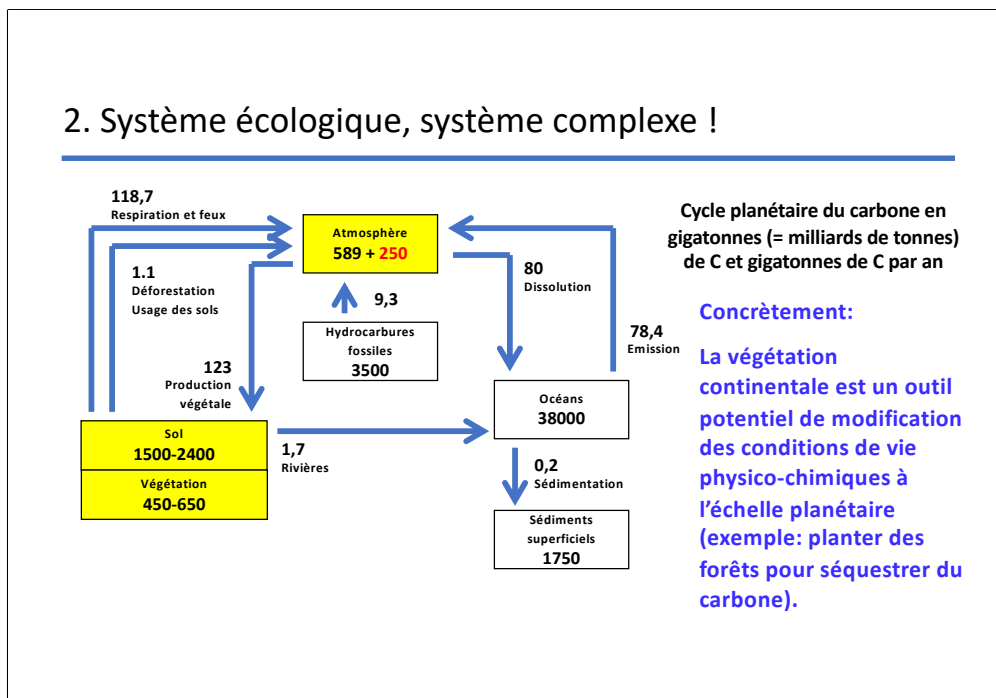 2. Système écologique, système complexe !
118,7
Respiration et feux
1.1
Déforestation
Usage des sols
123
Production
végétale
Atmosphère
589 + 250
9,3
Hydrocarbures
fossiles
3500
80
Dissolution
78,4
Emission
Sol
1500-2400
Végétation
450-650
1,7
Rivières
Océans
38000
0,2
Sédimentation
Sédiments
superficiels
1750
Cycle planétaire du carbone en
gigatonnes (= milliards de tonnes)
de C et gigatonnes de C par an
Concrètement:
La végétation
continentale est un outil
potentiel de modification
des conditions de vie
physico-chimiques à
l’échelle planétaire
(exemple: planter des
forêts pour séquestrer du
carbone).